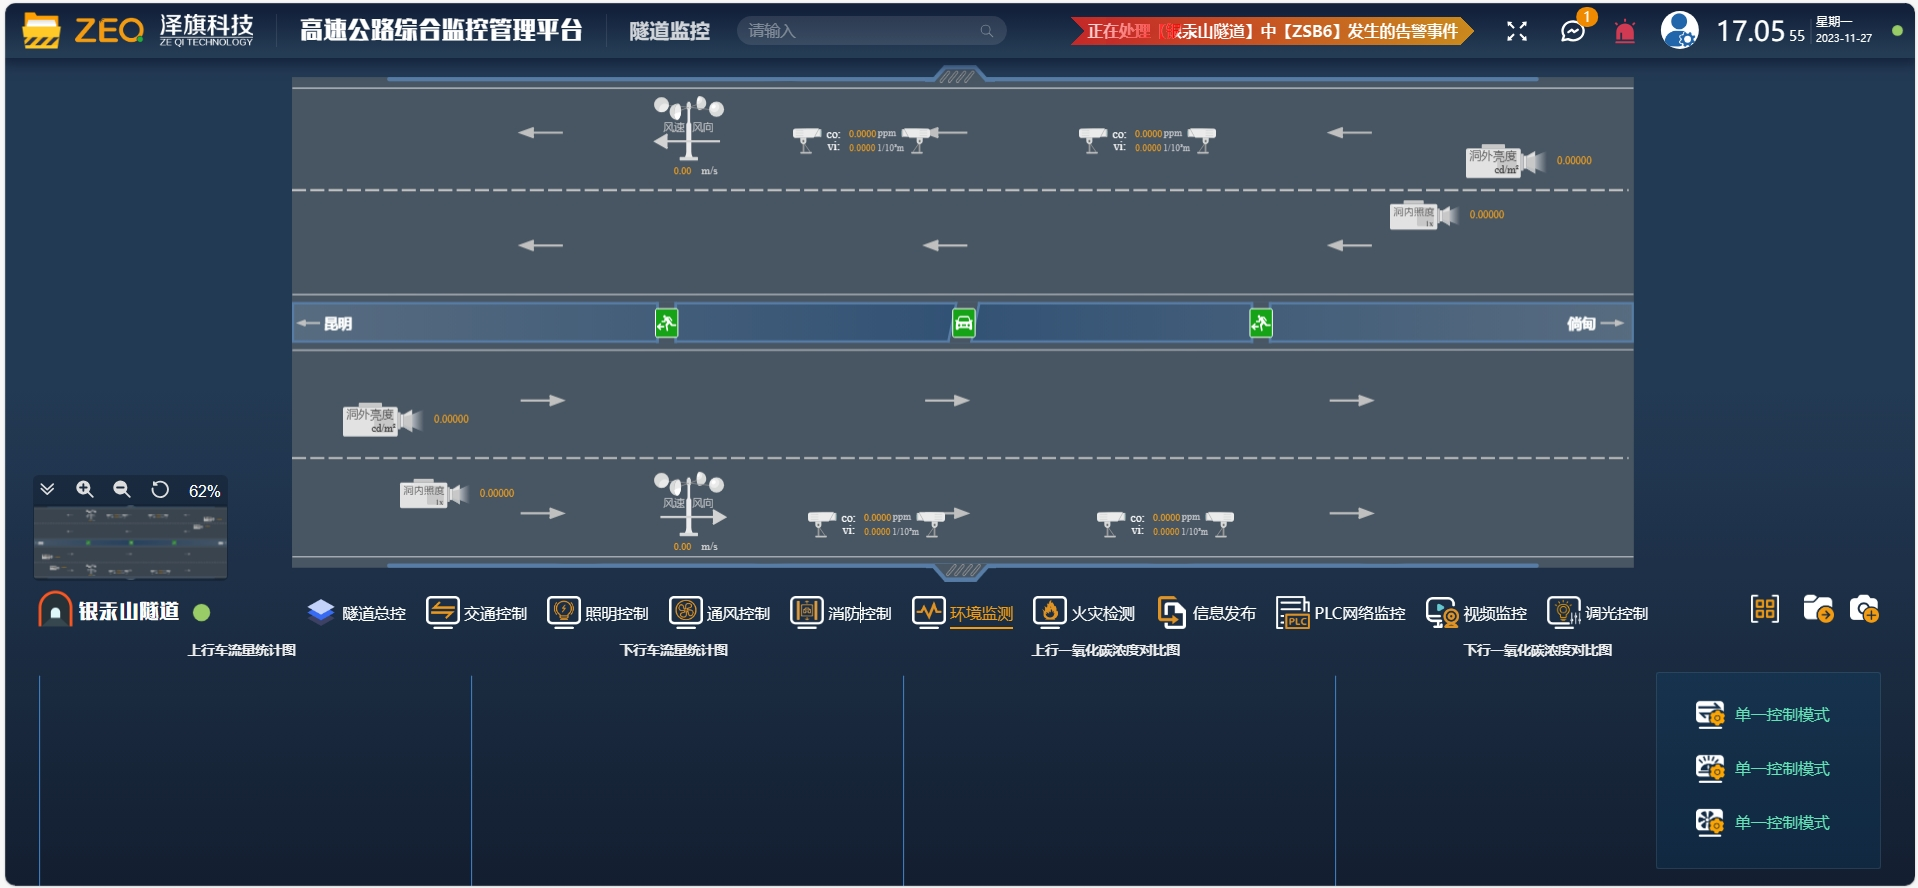 ZEQ 泽旗科技
ZE QI TECHNOLOGY
高速公路综合监控管理平台
隧道监控
请输入
正在处理【银汞山隧道】中【ZSB6】发生的告警事件
1
17.05 55
星期一
2023-11-27
风速 风向
0.00 m/s
co: 0.0000 ppm
vi: 0.0000 1/10³m
co: 0.0000 ppm
vi: 0.0000 1/10³m
洞外亮度
cd/m²
0.00000
洞内照度
lx
0.00000
昆明
倘甸
洞外亮度
cd/m²
0.00000
洞内照度
lx
0.00000
风速 风向
0.00 m/s
co: 0.0000 ppm
vi: 0.0000 1/10³m
co: 0.0000 ppm
vi: 0.0000 1/10³m
62%
银汞山隧道
隧道总控
交通控制
照明控制
通风控制
消防控制
环境监测
火灾检测
信息发布
PLC
PLC网络监控
视频监控
调光控制
上行车流量统计图
下行车流量统计图
上行一氧化碳浓度对比图
下行一氧化碳浓度对比图
单一控制模式
单一控制模式
单一控制模式